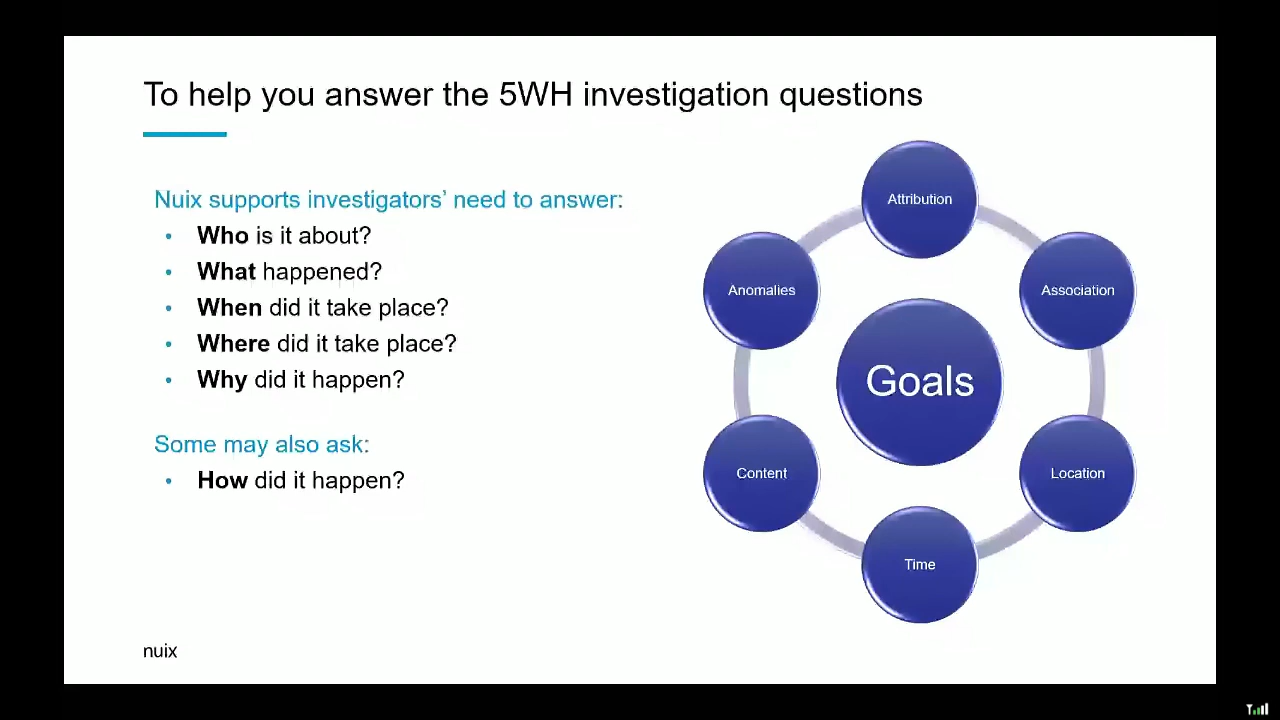 To help you answer the 5WH investigation questions
Nuix supports investigators’ need to answer:
• Who is it about?
• What happened?
• When did it take place?
• Where did it take place?
• Why did it happen?
Some may also ask:
• How did it happen?
Attribution
Association
Location
Time
Content
Anomalies
Goals
nuix